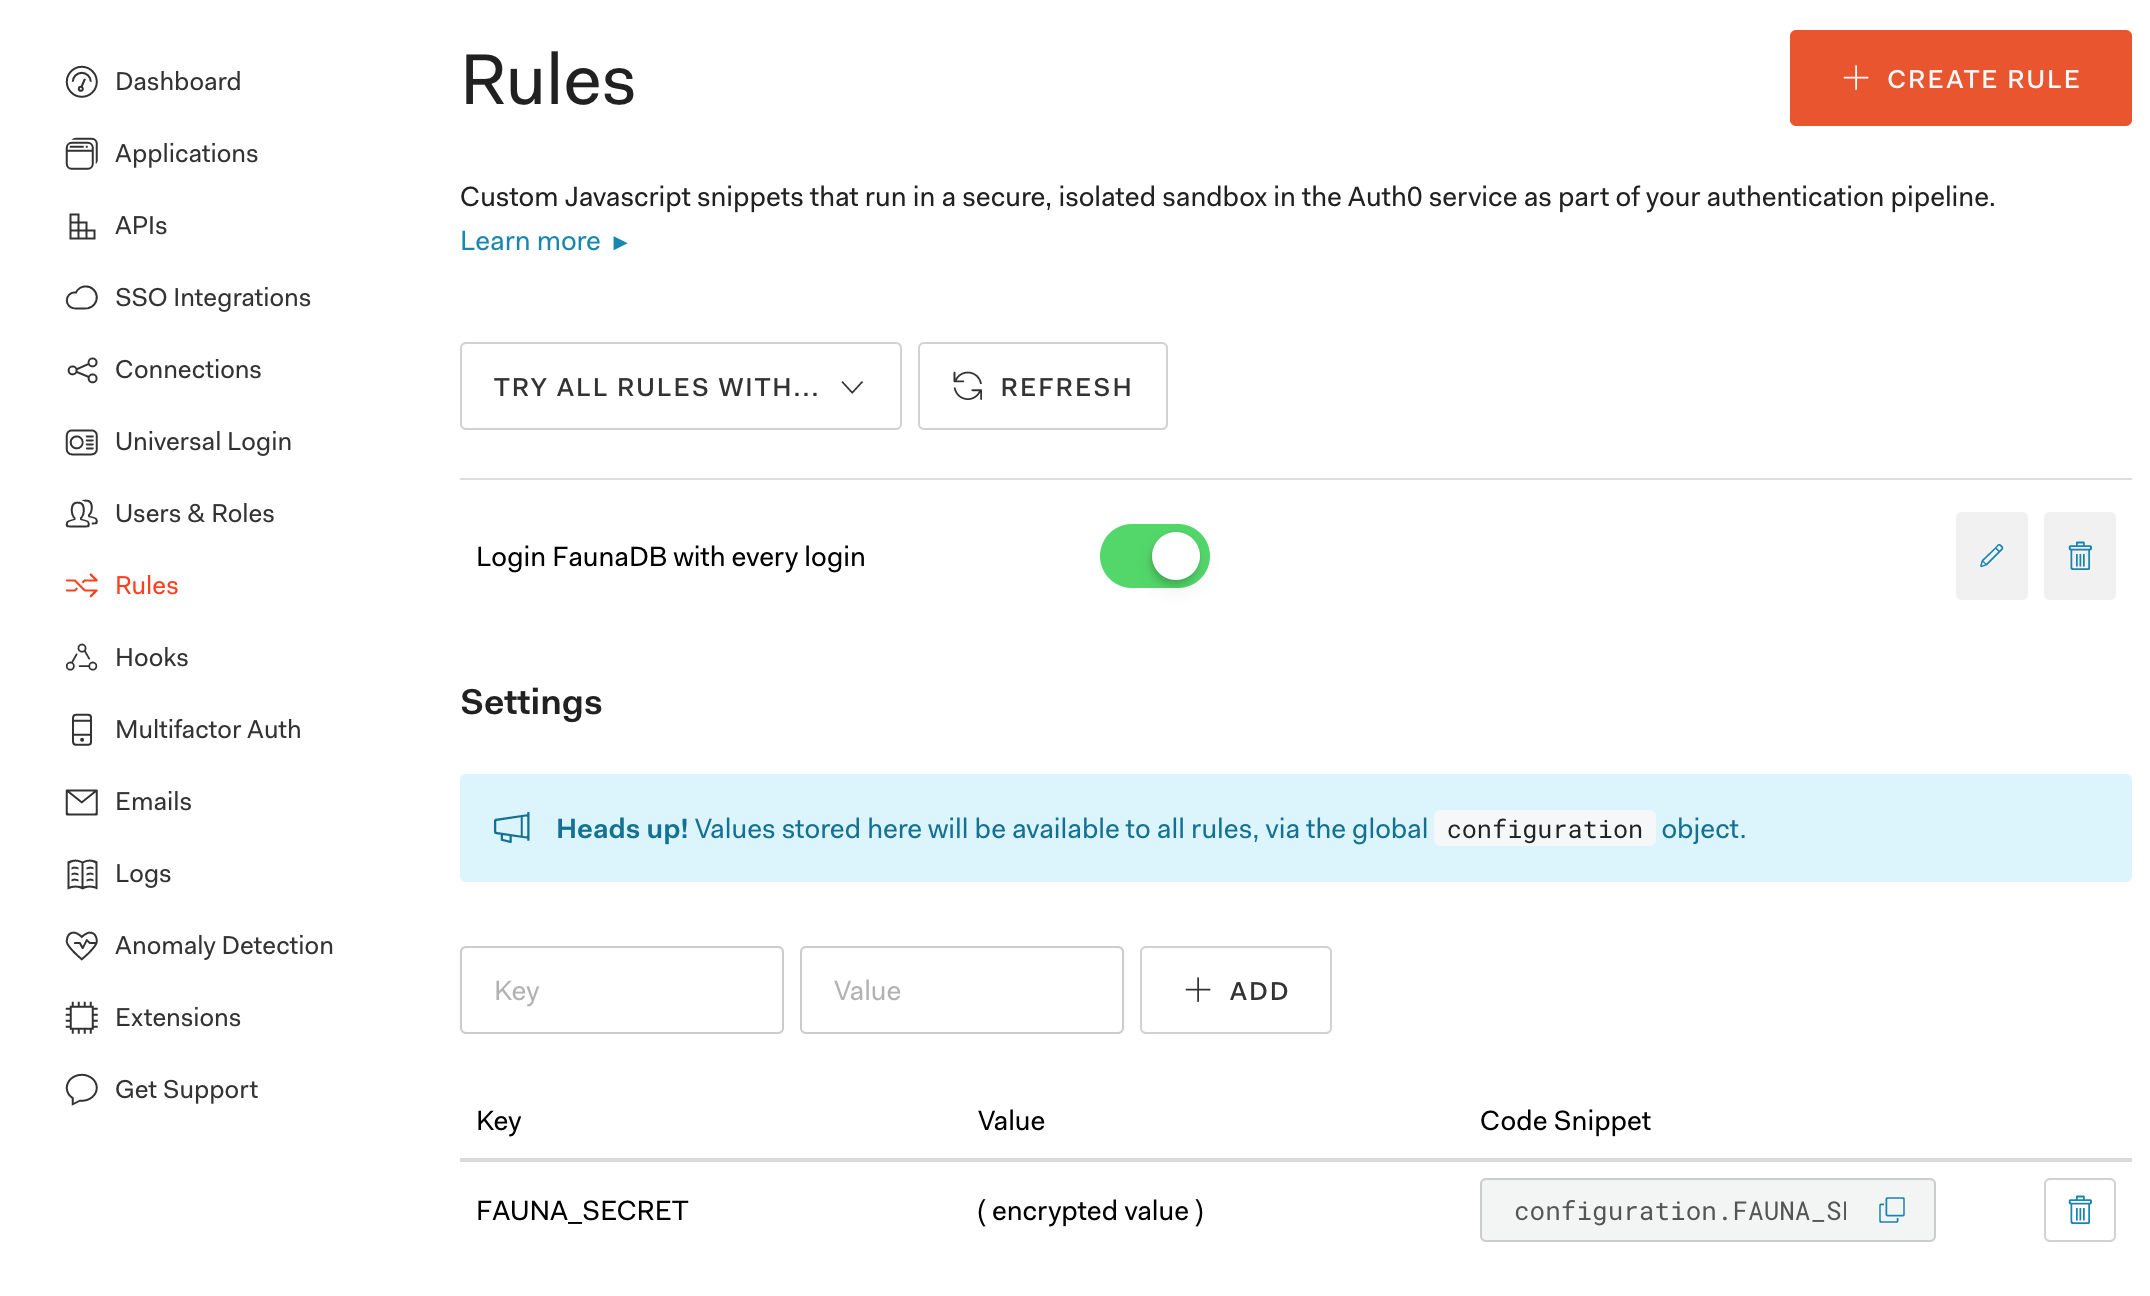 Dashboard
Applications
APIs
SSO Integrations
Connections
Universal Login
Users & Roles
Rules
Hooks
Multifactor Auth
Emails
Logs
Anomaly Detection
Extensions
Get Support
Rules
CREATE RULE
Custom Javascript snippets that run in a secure, isolated sandbox in the Auth0 service as part of your authentication pipeline.
Learn more ▸
TRY ALL RULES WITH...
REFRESH
Login FaunaDB with every login
Settings
Heads up! Values stored here will be available to all rules, via the global configuration object.
Key
Value
ADD
Key Value Code Snippet
FAUNA_SECRET ( encrypted value ) configuration.FAUNA_S